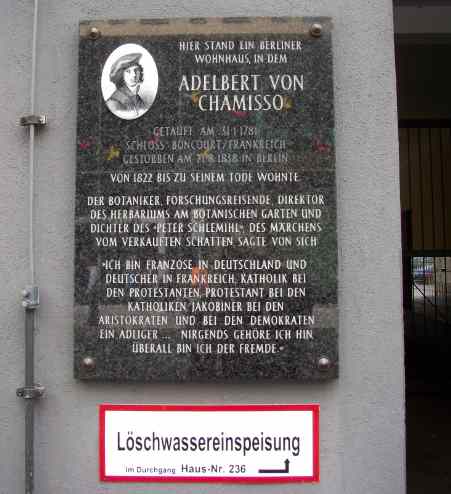 HIER STAND EIN BERLINER
WOHNHAUS, IN DEM
ADELBERT VON
CHAMISSO
GETAUFT AM 31.1.1781
SCHLOSS BONCOURT/FRANKREICH
GESTORBEN AM 21.8.1838 IN BERLIN
VON 1822 BIS ZU SEINEM TODE WOHNTE.
DER BOTANIKER, FORSCHUNGSREISENDE, DIREKTOR
DES HERBARIUMS AM BOTANISCHEN GARTEN UND
DICHTER DES »PETER SCHLEMIHL«, DES MÄRCHENS
VOM VERKAUFTEN SCHATTEN, SAGTE VON SICH
»ICH BIN FRANZOSE IN DEUTSCHLAND UND
DEUTSCHER IN FRANKREICH, KATHOLIK BEI
DEN PROTESTANTEN, PROTESTANT BEI DEN
KATHOLIKEN, JAKOBINER BEI DEN
ARISTOKRATEN UND BEI DEN DEMOKRATEN
EIN ADLIGER ... NIRGENDS GEHÖRE ICH HIN,
ÜBERALL BIN ICH DER FREMDE.«
Löschwassereinspeisung
im Durchgang Haus-Nr. 236